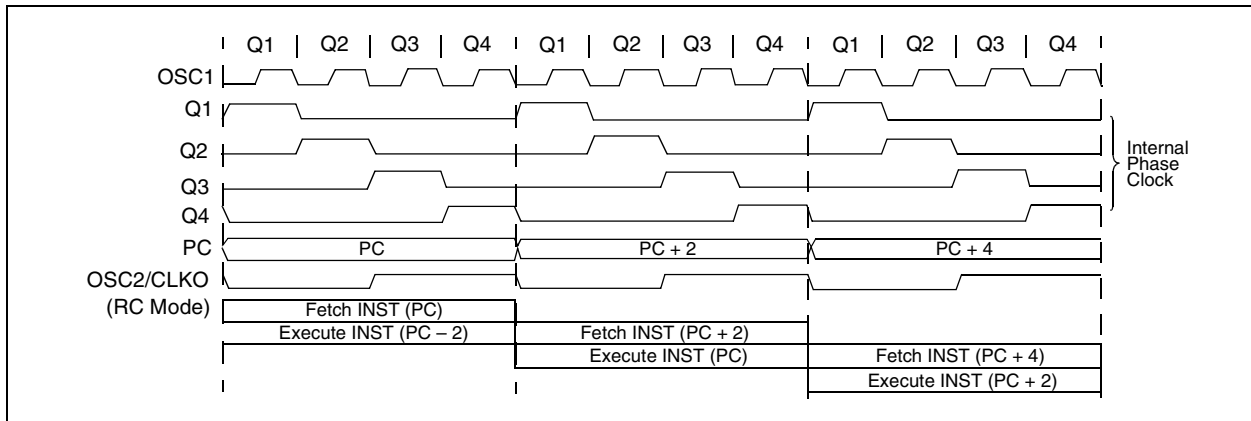 Q1 Q2 Q3 Q4 Q1 Q2 Q3 Q4 Q1 Q2 Q3 Q4
OSC1
Q1
Q2
Q3
Q4
Internal
Phase
Clock
PC PC PC + 2 PC + 4
OSC2/CLKO
(RC Mode)
Fetch INST (PC)
Execute INST (PC – 2) Fetch INST (PC + 2)
Execute INST (PC) Fetch INST (PC + 4)
Execute INST (PC + 2)